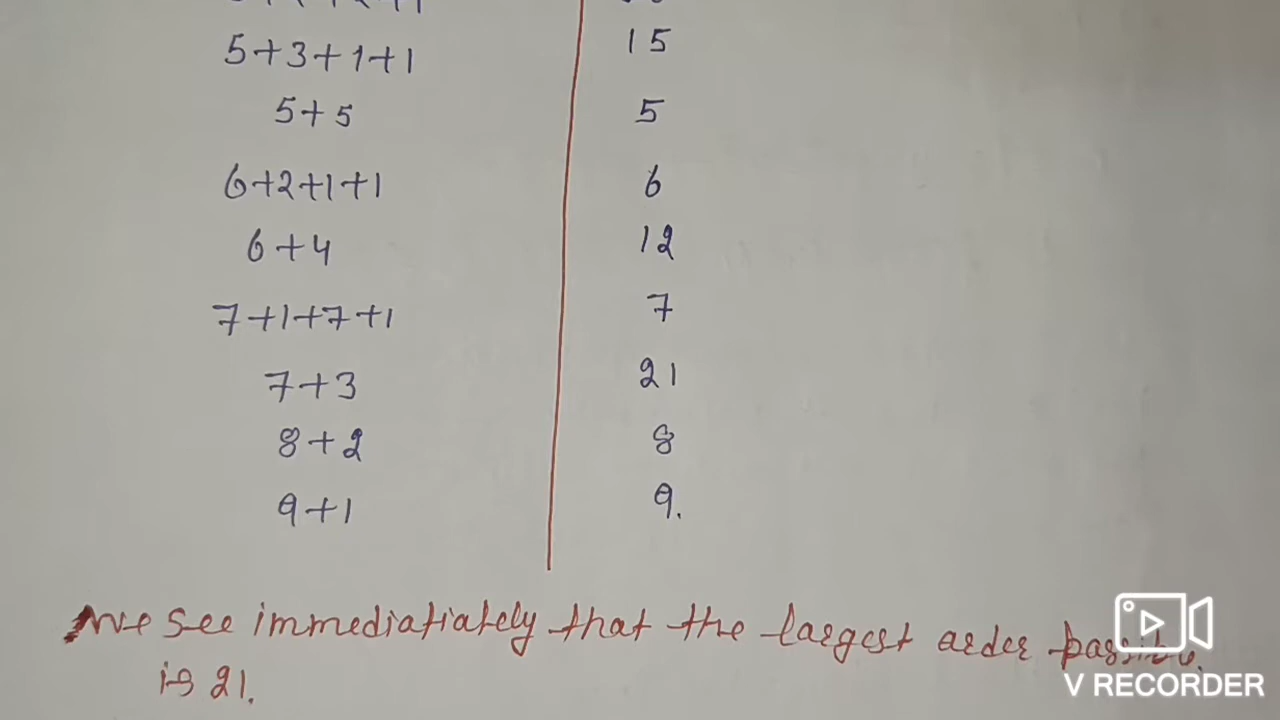 5+3+1+1 15
5+5 5
6+2+1+1 6
6+4 12
7+1+7+1 7
7+3 21
8+2 8
9+1 9.
We see immediatiately that the largest order possible
is 21.
V RECORDER